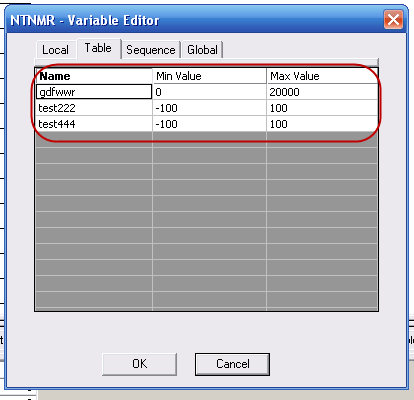 NTNMR - Variable Editor
Local Table Sequence Global
Name Min Value Max Value
gdfwwr 0 20000
test222 -100 100
test444 -100 100
OK Cancel